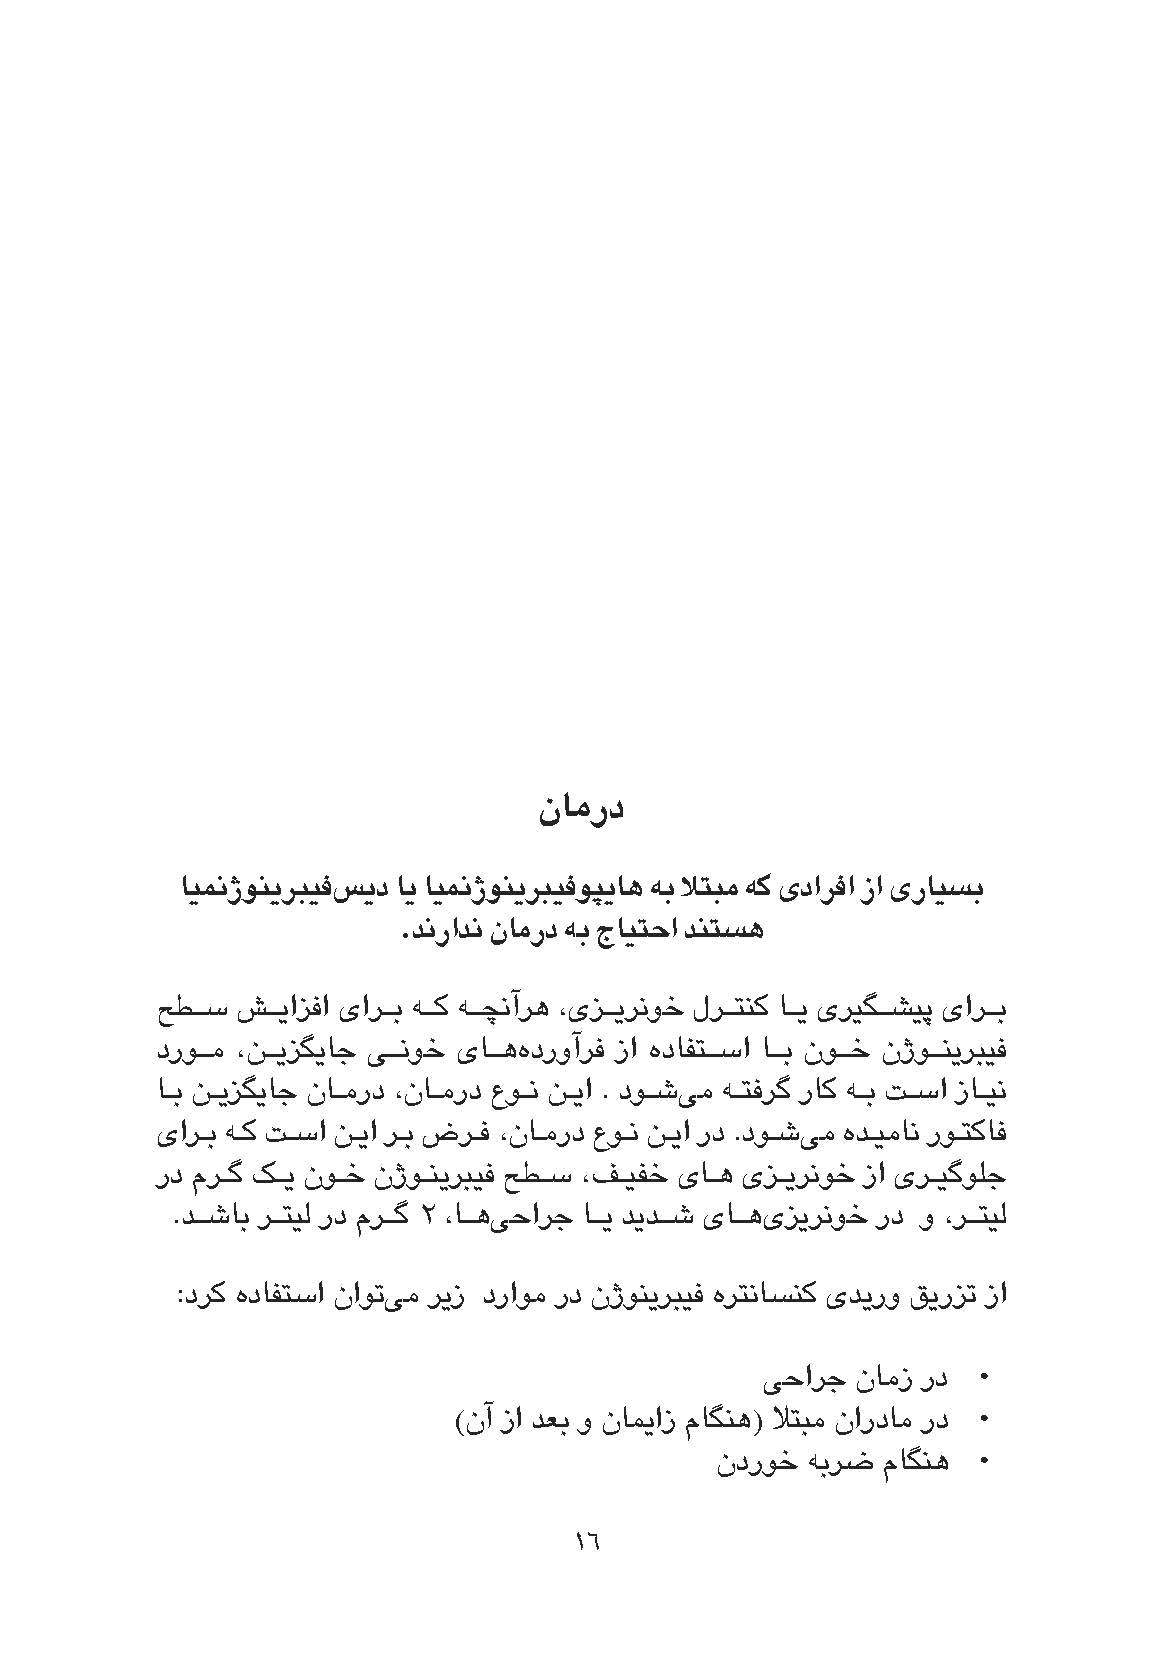 درمان
بسیاری از افرادی که مبتلا به هایپوفیبرینوژنمیا یا دیس‌فیبرینوژنمیا
هستند احتیاج به درمان ندارند.
برای پیشگیری یا کنترل خونریزی، هرآنچه که برای افزایش سطح
فیبرینوژن خون با استفاده از فرآورده‌های خونی جایگزین، مورد
نیاز است به کار گرفته می‌شود . این نوع درمان، درمان جایگزین با
فاکتور نامیده می‌شود. در این نوع درمان، فرض بر این است که برای
جلوگیری از خونریزی های خفیف، سطح فیبرینوژن خون یک گرم در
لیتر، و در خونریزی‌های شدید یا جراحی‌ها، ۲ گرم در لیتر باشد.
از تزریق وریدی کنسانتره فیبرینوژن در موارد زیر می‌توان استفاده کرد:
• در زمان جراحی
• در مادران مبتلا (هنگام زایمان و بعد از آن)
• هنگام ضربه خوردن
١٦